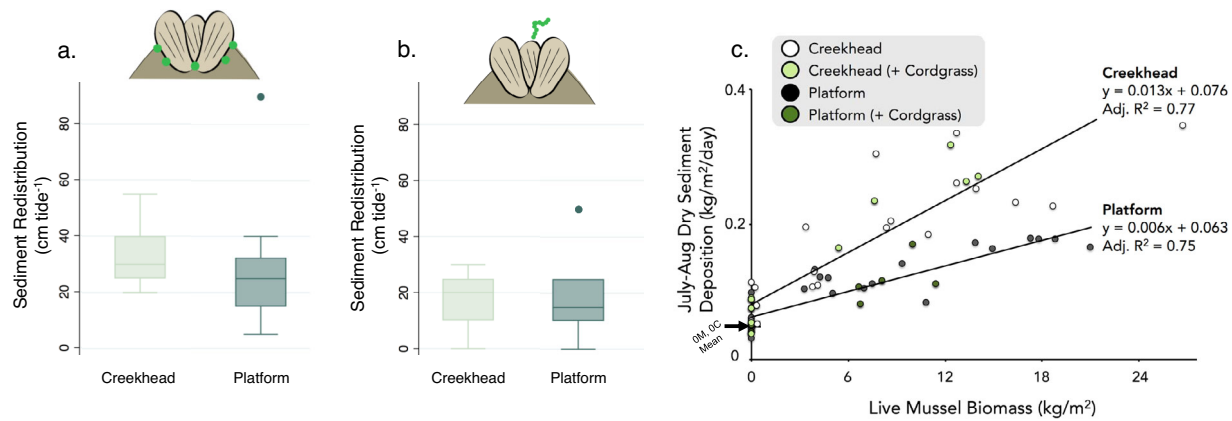 a.
Sediment Redistribution
(cm tide-1)
80
60
40
20
0
Creekhead
Platform
b.
Sediment Redistribution
(cm tide-1)
80
60
40
20
0
Creekhead
Platform
c.
Creekhead
Creekhead (+ Cordgrass)
Platform
Platform (+ Cordgrass)
July-Aug Dry Sediment
Deposition (kg/m2/day)
0.4
0.2
0
0M, 0C
Mean
Creekhead
y = 0.013x + 0.076
Adj. R2 = 0.77
Platform
y = 0.006x + 0.063
Adj. R2 = 0.75
0
6
12
18
24
Live Mussel Biomass (kg/m2)